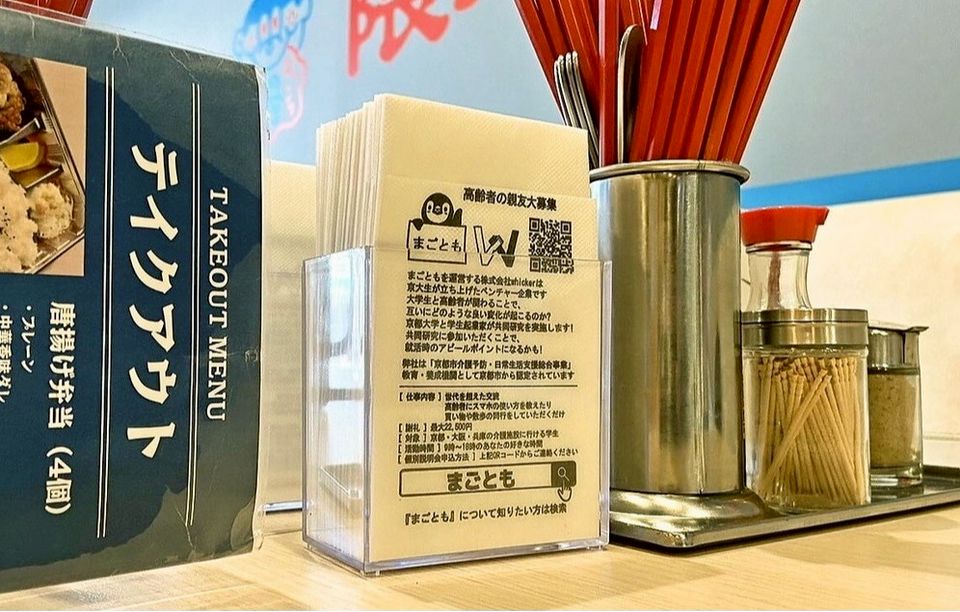 限
TAKEOUT MENU
テイクアウト
唐揚げ弁当（4個）
・プレーン
高齢者の親友大募集
まごとも
まごともを運営する株式会社whickerは
京大生が立ち上げたベンチャー企業です
大学生と高齢者が関わることで、
互いにどのような良い変化が起こるのか?
京都大学と学生起業家が共同研究を実施します!
共同研究に参加いただくことで、
就活時のアピールポイントになるかも!
弊社は「京都市介護予防・日常生活支援総合事業」
教育・養成機関として京都市から認定されています
[ 仕事内容 ] 世代を超えた交流
高齢者にスマホの使い方を教えたり
買い物や散歩の同行をしていただくだけ
[ 謝礼 ] 最大22,500円
[ 対象 ] 京都・大阪・兵庫の介護施設に行ける学生
[ 活動時間 ] 9時～18時のあなたの好きな時間
[ 個別説明会申込方法 ] 上記QRコードからご連絡ください
まごとも
『まごとも』について知りたい方は検索